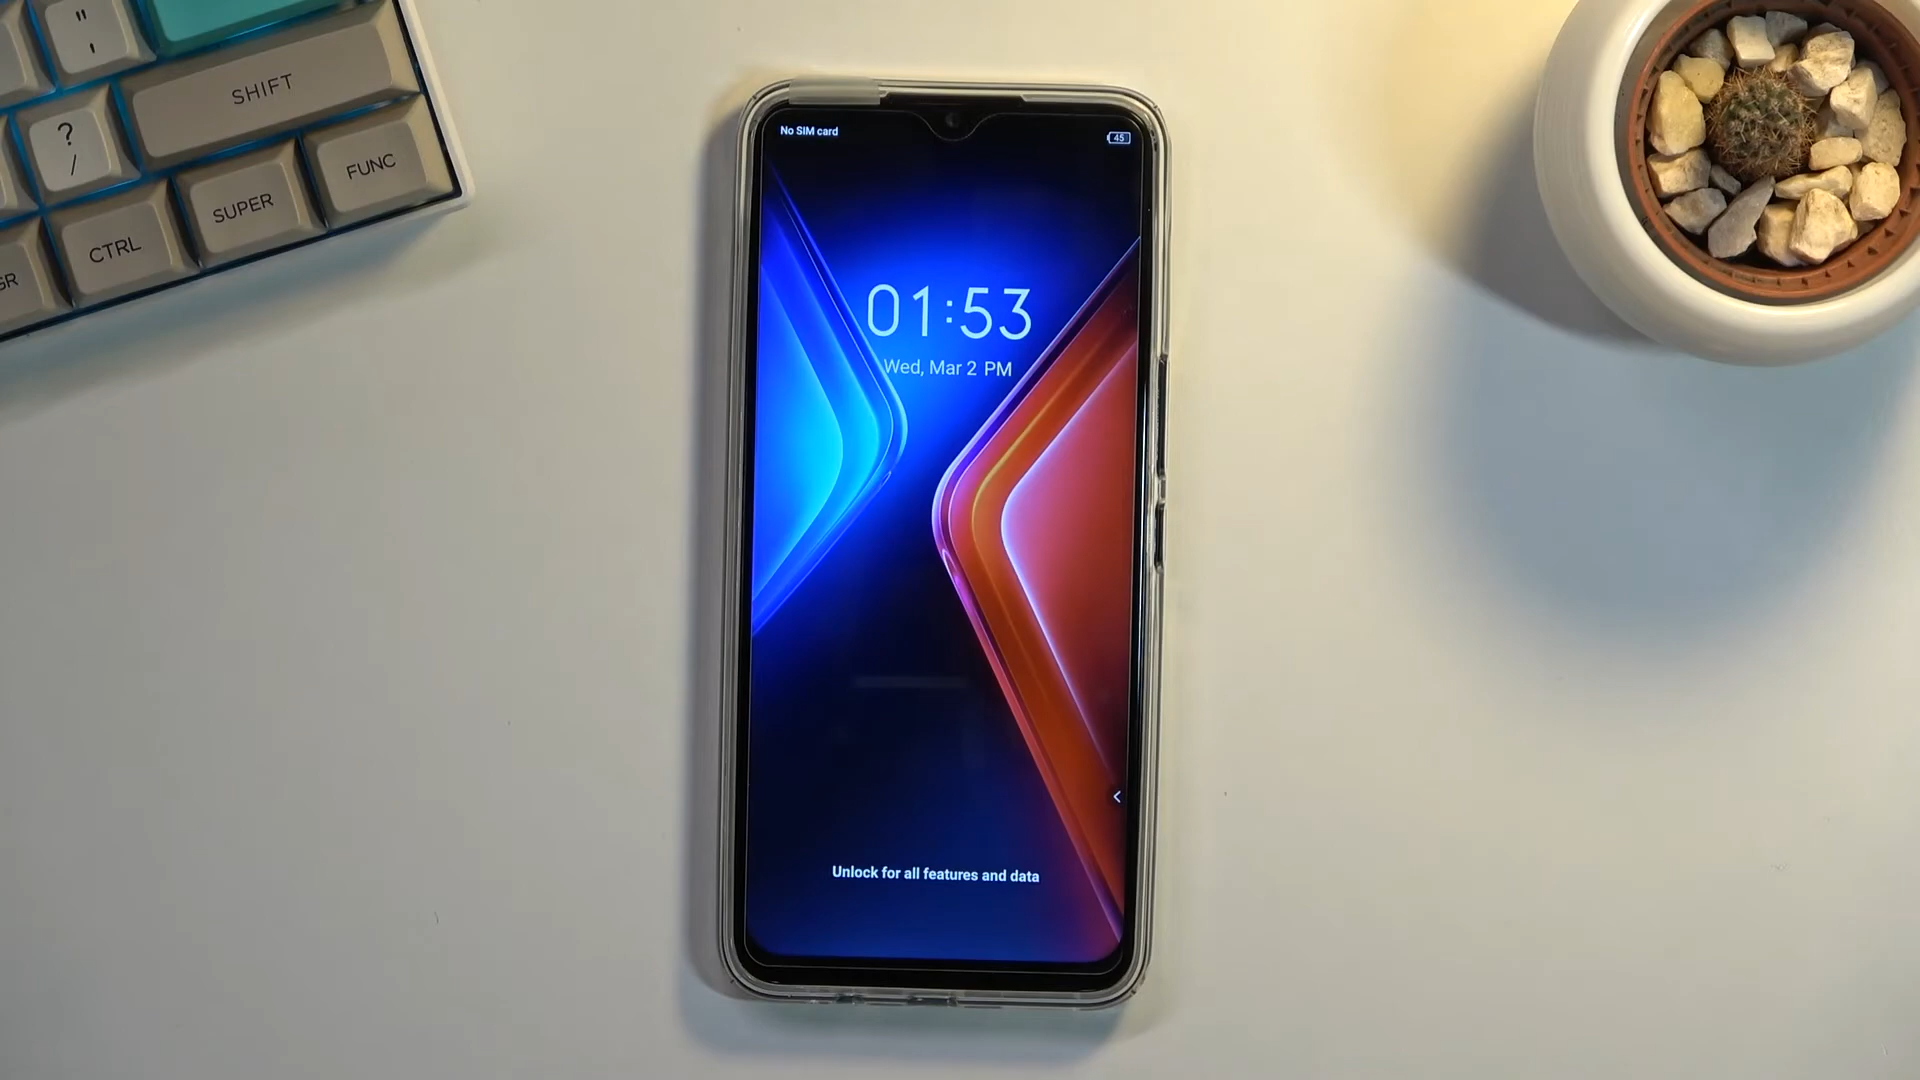 "
'
SHIFT
?
/
FUNC
SUPER
CTRL
GR
No SIM card
45
01:53
Wed, Mar 2 PM
Unlock for all features and data